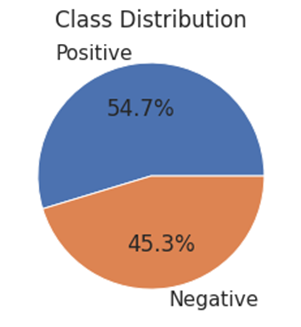 Class Distribution
Positive
54.7%
45.3%
Negative